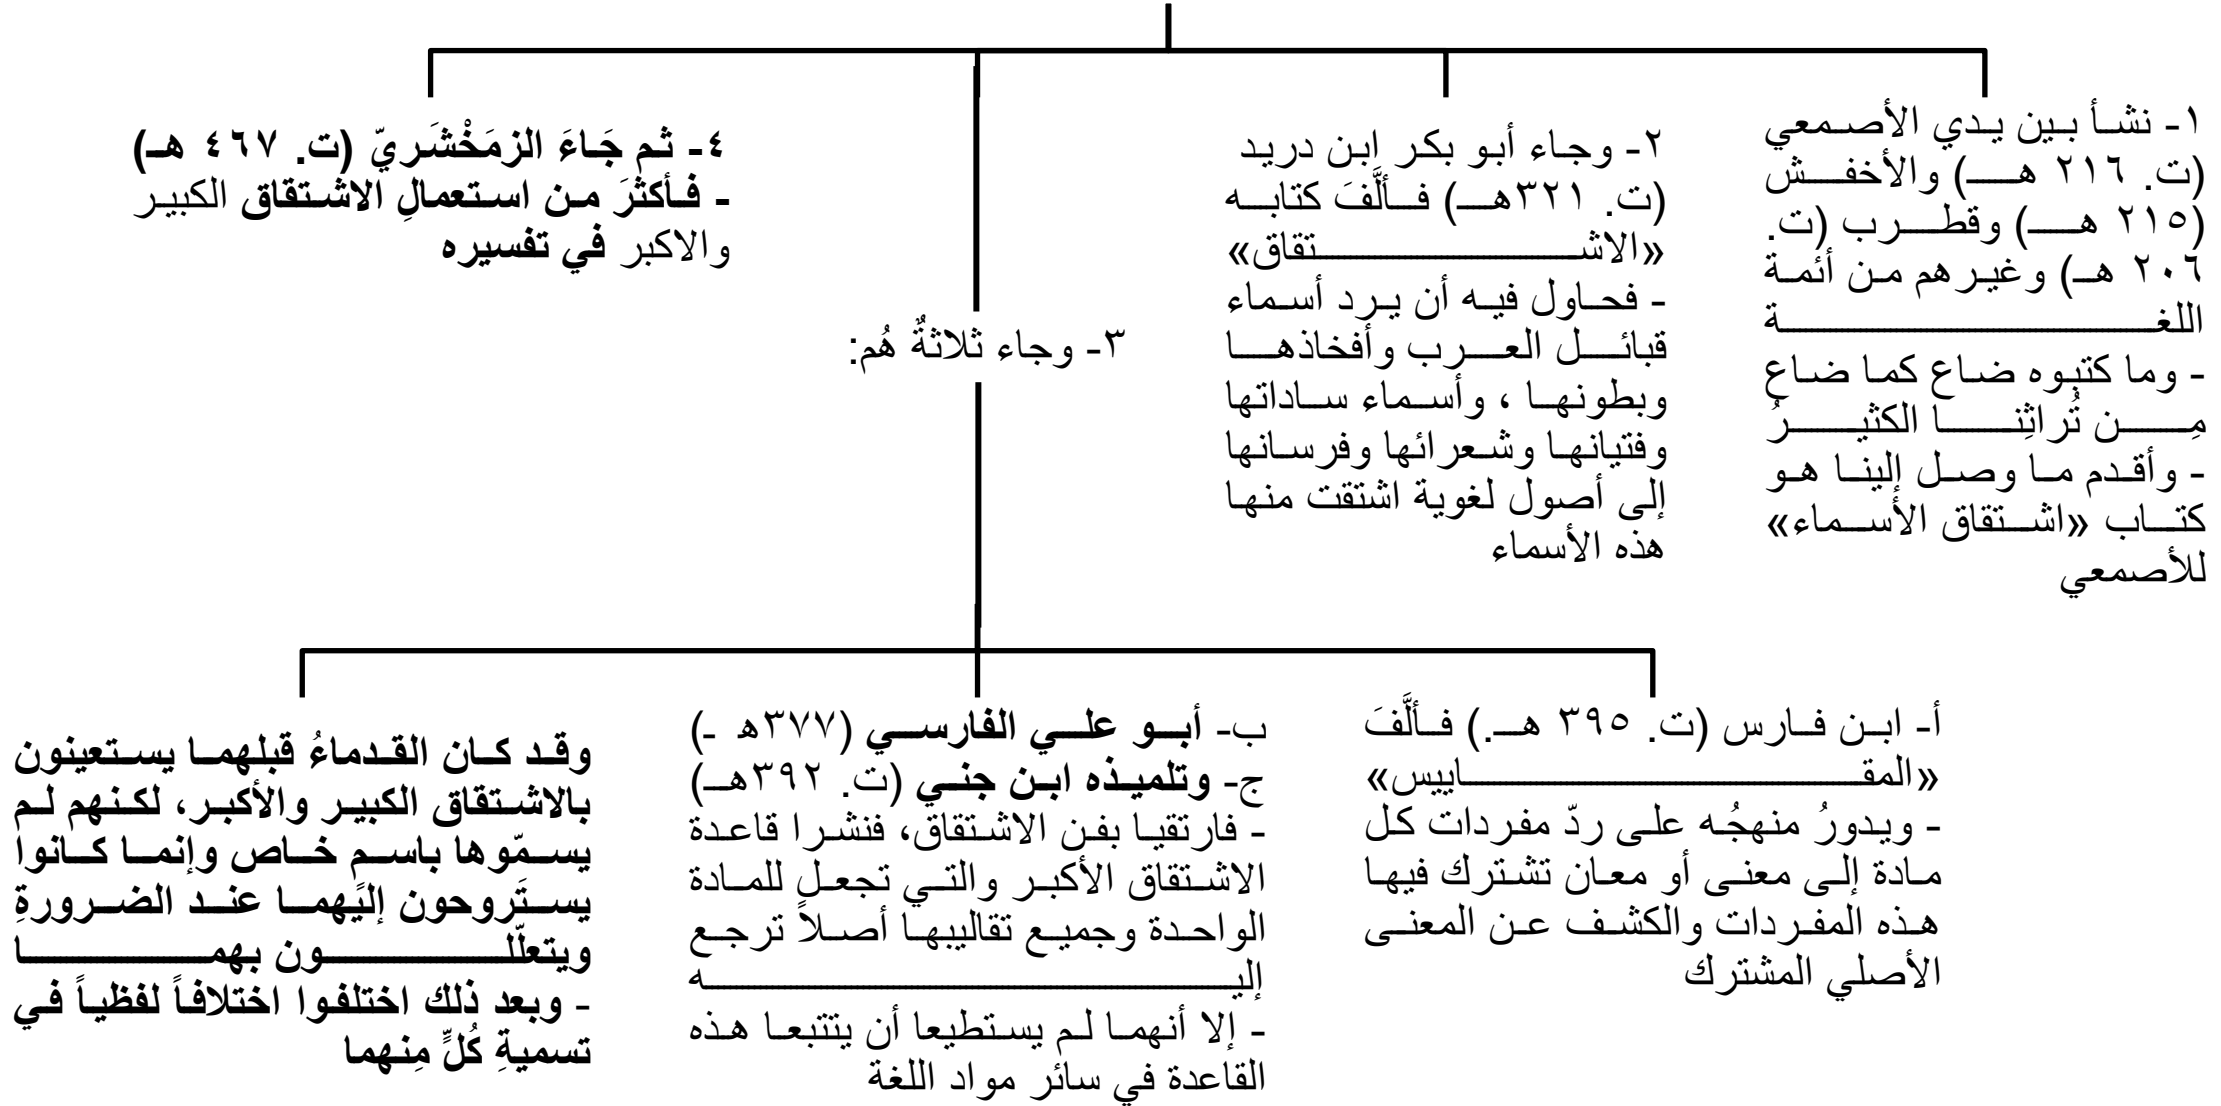 ١- نشأ بين يدي الأصمعي
(ت. ٢١٦ هـ) والأخفش
(٢١٥ هـ) وقطرب (ت.
٢٠٦ هـ) وغيرهم من أئمة
اللغة
- وما كتبوه ضاع كما ضاع
مِن تُراثِنا الكثيرُ
- وأقدم ما وصل إلينا هو
كتاب «اشتقاق الأسماء»
للأصمعي
٢- وجاء أبو بكر ابن دريد
(ت. ٣٢١هـ) فألَّفَ كتابه
«الاشتقاق»
- فحاول فيه أن يرد أسماء
قبائل العرب وأفخاذها
وبطونها ، وأسماء ساداتها
وفتيانها وشعرائها وفرسانها
إلى أصول لغوية اشتقت منها
هذه الأسماء
٣- وجاء ثلاثةٌ هُم:
٤- ثم جَاءَ الزمَخْشَريّ (ت. ٤٦٧ هـ)
- فأكثرَ من استعمالِ الاشتقاق الكبير
والاكبر في تفسيره
أ- ابن فارس (ت. ٣٩٥ هـ.) فألَّفَ
«المقاييس»
- ويدورُ منهجُه على ردّ مفردات كل
مادة إلى معنى أو معان تشترك فيها
هذه المفردات والكشف عن المعنى
الأصلي المشترك
ب- أبو علي الفارسي (٣٧٧ه ـ)
ج- وتلميذه ابن جني (ت. ٣٩٢هـ)
- فارتقيا بفن الاشتقاق، فنشرا قاعدة
الاشتقاق الأكبر والتي تجعل للمادة
الواحدة وجميع تقاليبها أصلاً ترجع
إليه
- إلا أنهما لم يستطيعا أن يتتبعا هذه
القاعدة في سائر مواد اللغة
وقد كان القدماءُ قبلهما يستعينون
بالاشتقاق الكبير والأكبر، لكنهم لم
يسمّوها باسمٍ خاص وإنما كانوا
يستَروحون إليهما عند الضرورةِ
ويتعلّلون بهما
- وبعد ذلك اختلفوا اختلافاً لفظياً في
تسميةِ كُلٍّ مِنهما